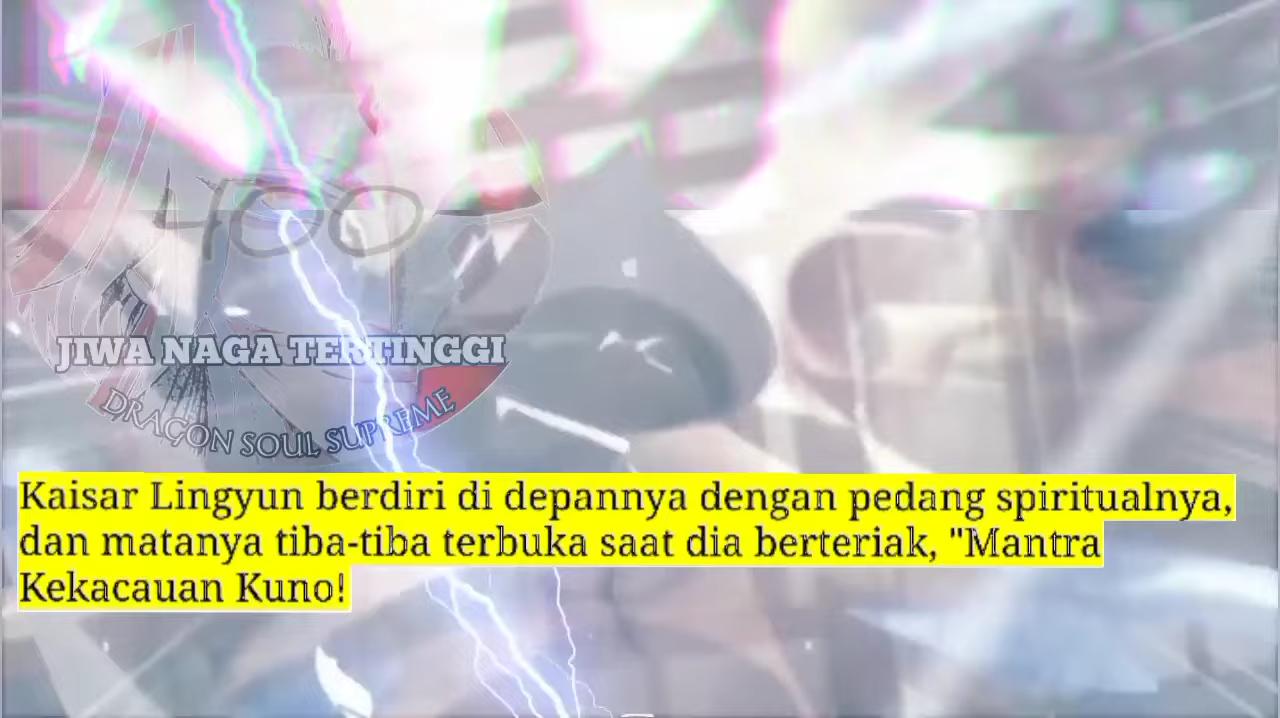 400
JIWA NAGA TERTINGGI
DRAGON SOUL SUPREME
Kaisar Lingyun berdiri di depannya dengan pedang spiritualnya,
dan matanya tiba-tiba terbuka saat dia berteriak, "Mantra
Kekacauan Kuno!